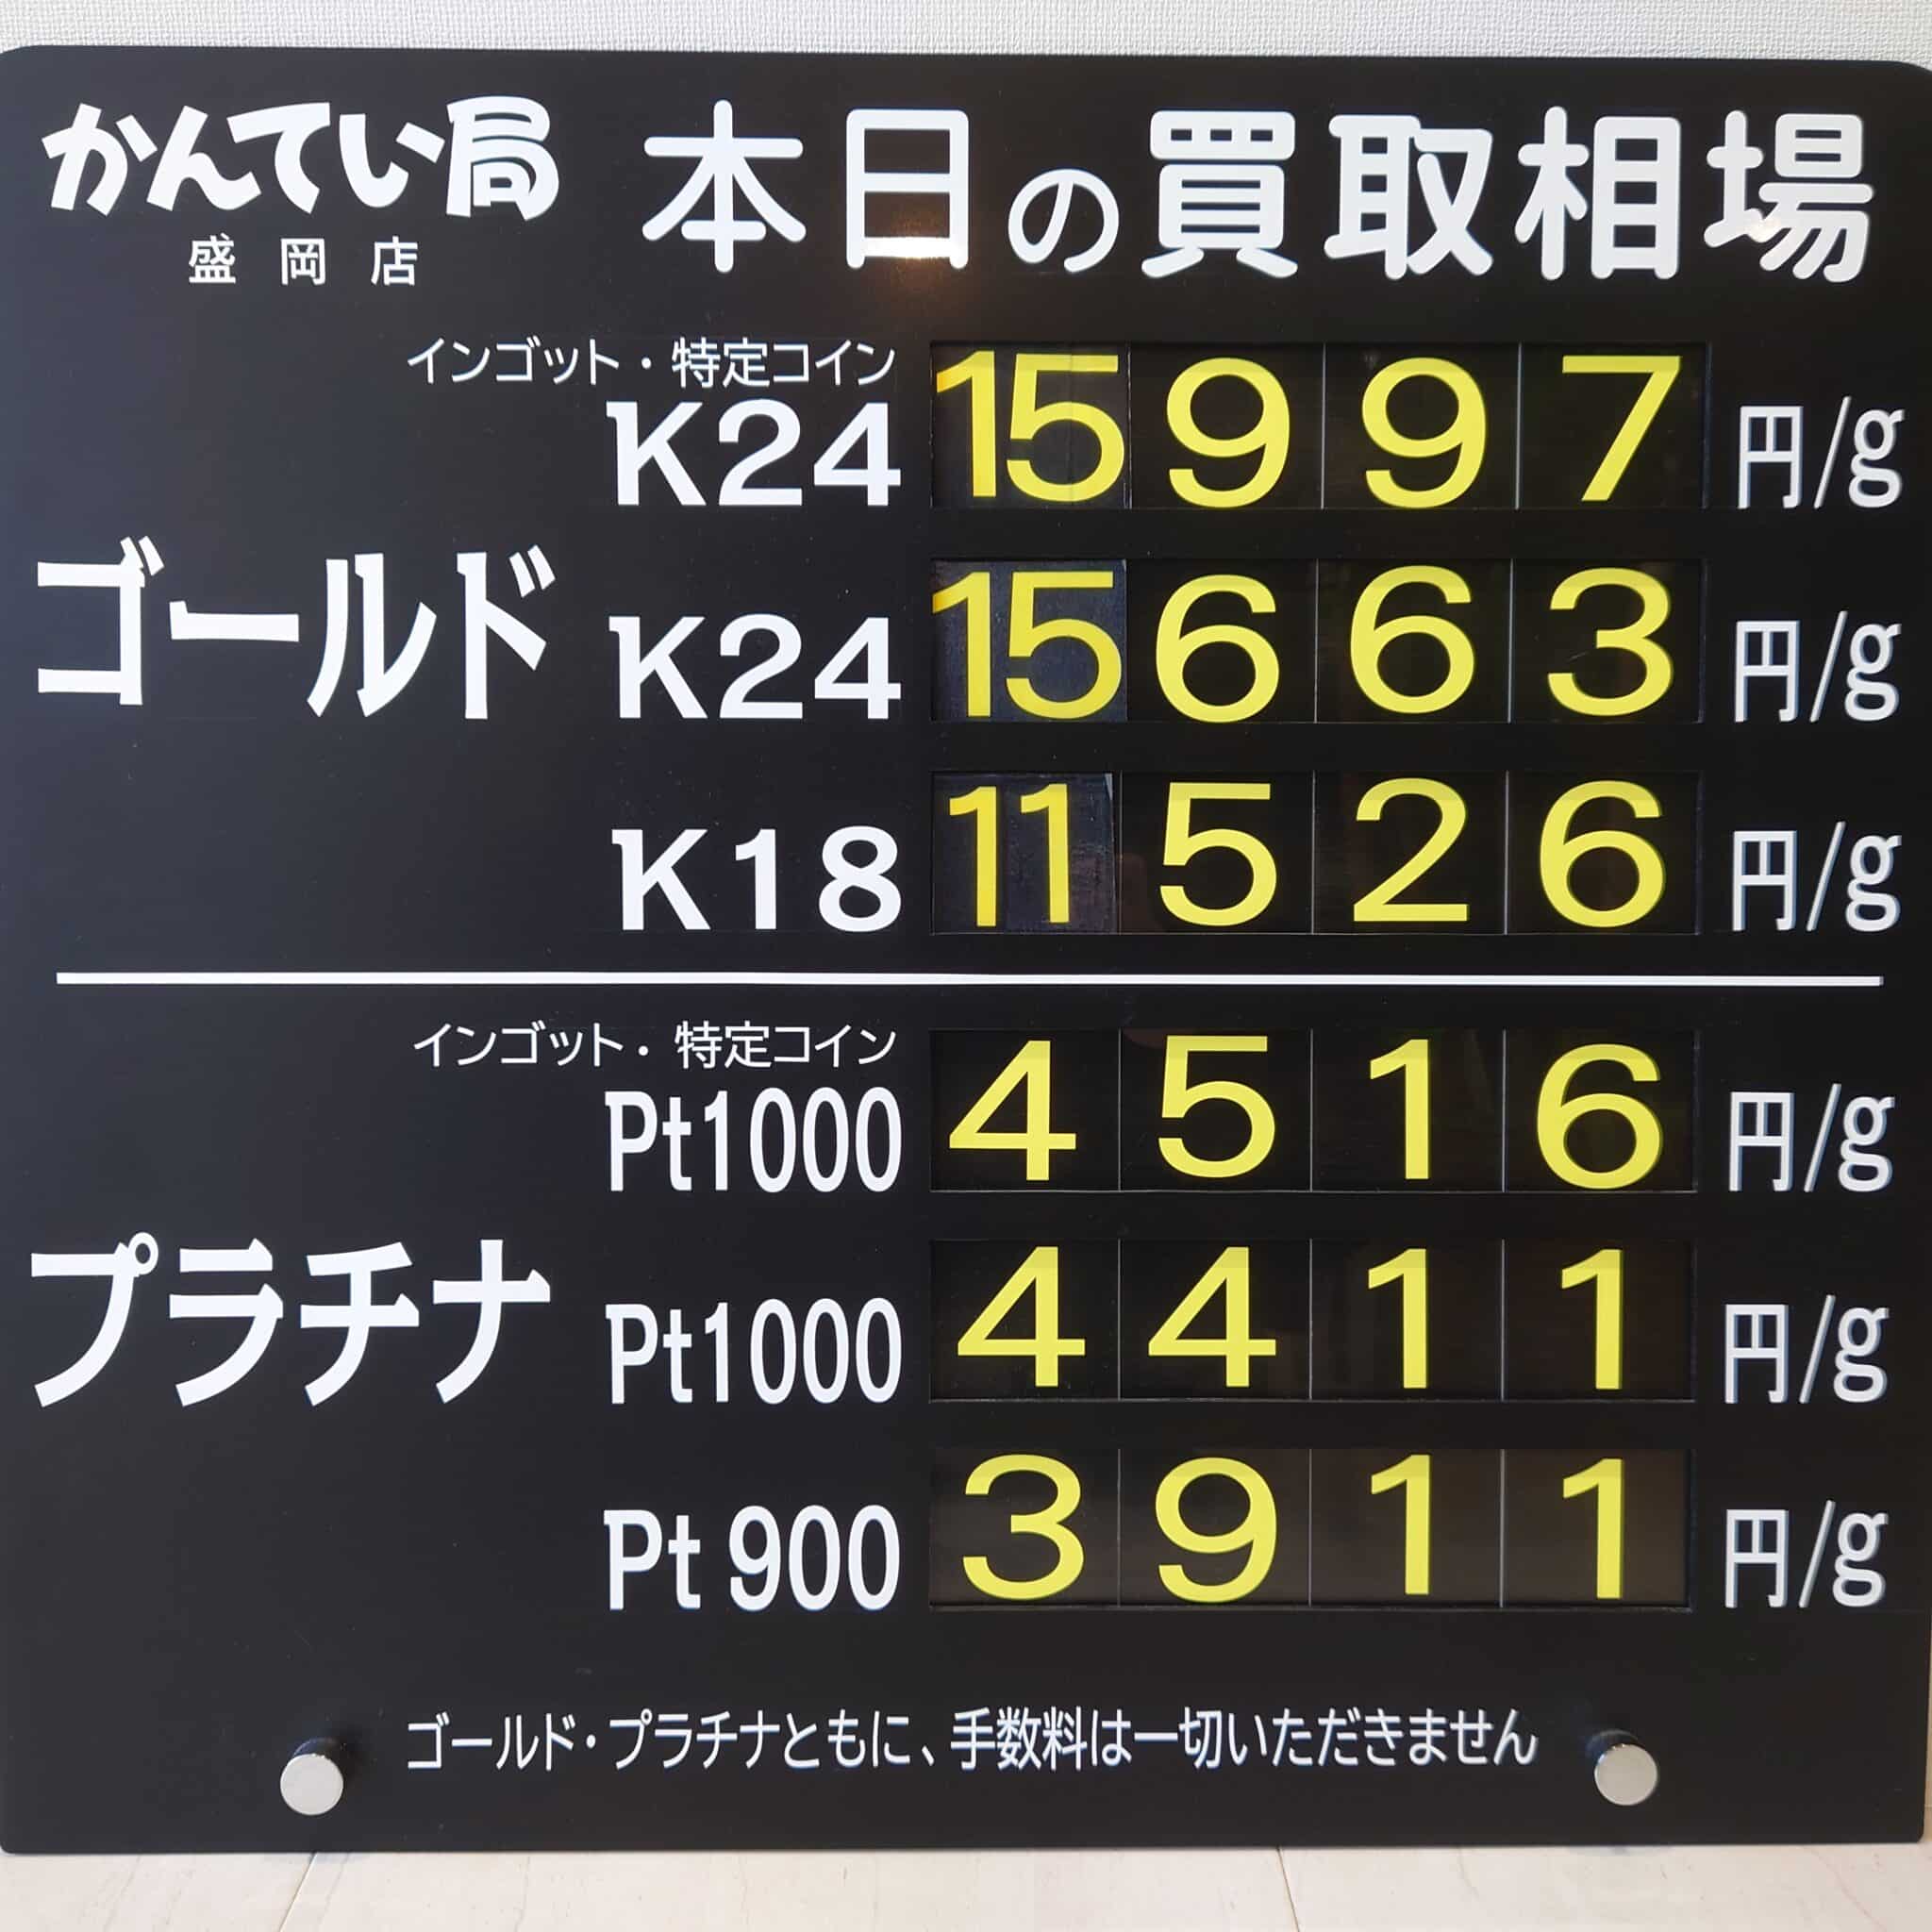 かんてい局 本日の買取相場
盛岡店
インゴット・特定コイン
K24 15997 円/g
ゴールド K24 15663 円/g
K18 11526 円/g
インゴット・特定コイン
Pt1000 4516 円/g
プラチナ Pt1000 4411 円/g
Pt900 3911 円/g
ゴールド・プラチナともに、手数料は一切いただきません